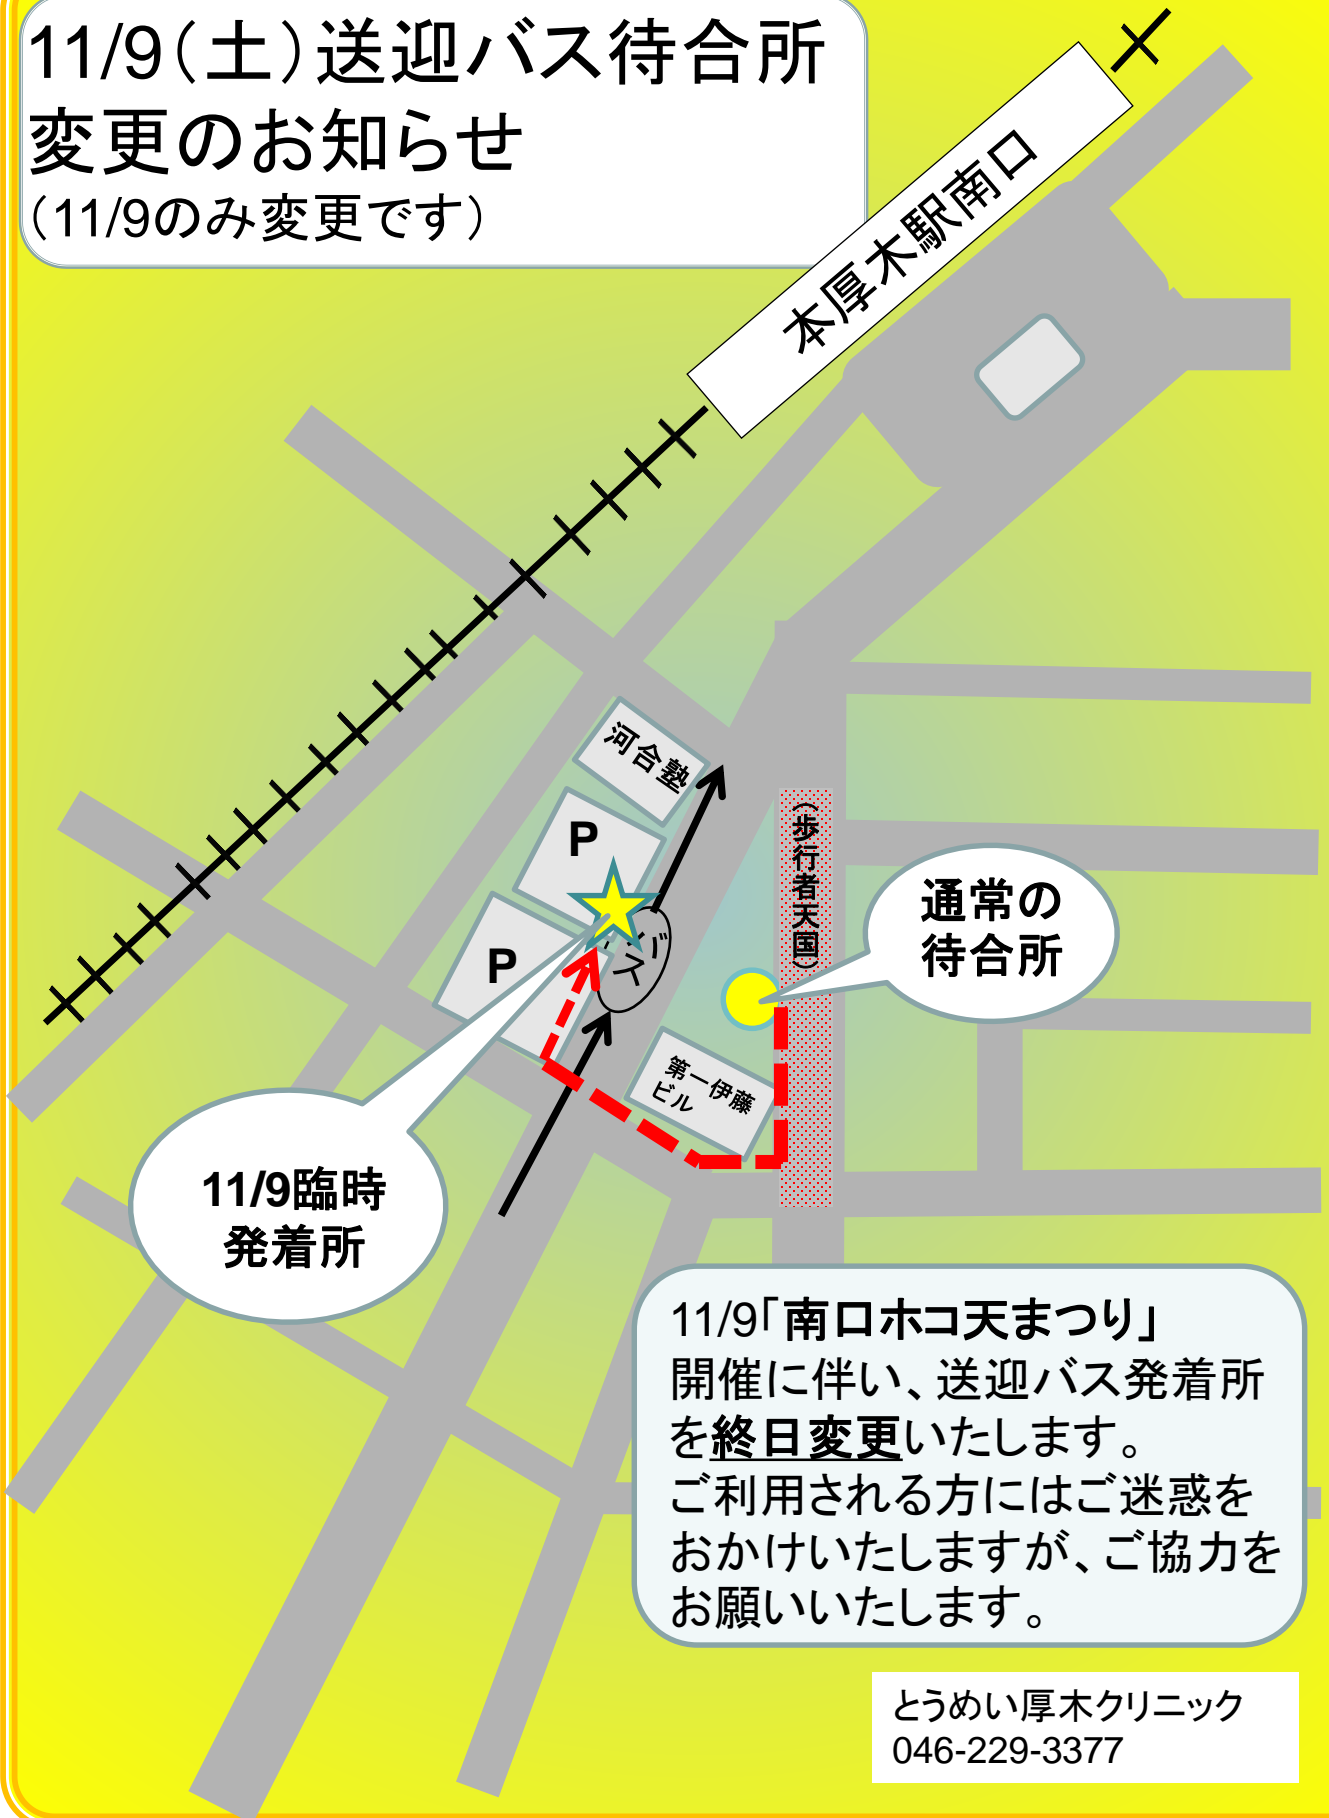 11/9（土）送迎バス待合所
変更のお知らせ
（11/9のみ変更です）
本厚木駅南口
河合塾
P
（歩行者天国）
通常の
待合所
P
バス
第一伊藤
ビル
11/9臨時
発着所
11/9「南口ホコ天まつり」
開催に伴い、送迎バス発着所
を終日変更いたします。
ご利用される方にはご迷惑を
おかけいたしますが、ご協力を
お願いいたします。
とうめい厚木クリニック
046-229-3377